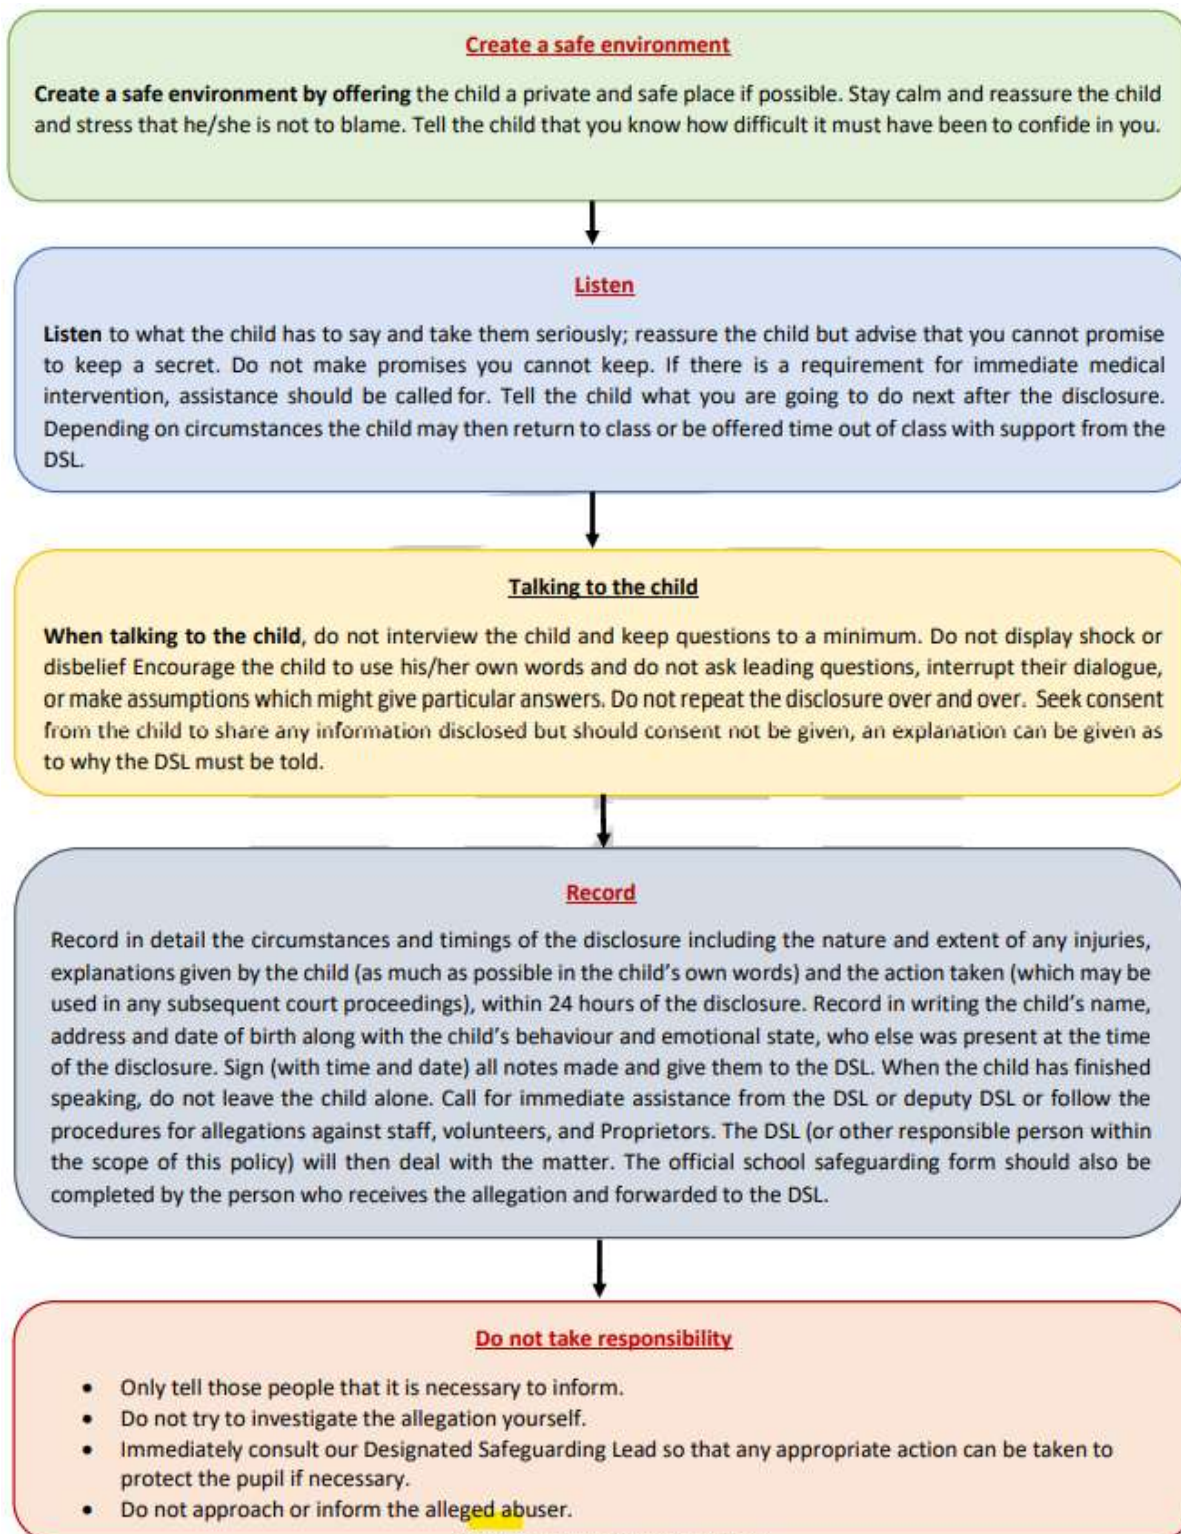 Create a safe environment
Create a safe environment by offering the child a private and safe place if possible. Stay calm and reassure the child
and stress that he/she is not to blame. Tell the child that you know how difficult it must have been to confide in you.
Listen
Listen to what the child has to say and take them seriously; reassure the child but advise that you cannot promise
to keep a secret. Do not make promises you cannot keep. If there is a requirement for immediate medical
intervention, assistance should be called for. Tell the child what you are going to do next after the disclosure.
Depending on circumstances the child may then return to class or be offered time out of class with support from the
DSL.
Talking to the child
When talking to the child, do not interview the child and keep questions to a minimum. Do not display shock or
disbelief Encourage the child to use his/her own words and do not ask leading questions, interrupt their dialogue,
or make assumptions which might give particular answers. Do not repeat the disclosure over and over. Seek consent
from the child to share any information disclosed but should consent not be given, an explanation can be given as
to why the DSL must be told.
Record
Record in detail the circumstances and timings of the disclosure including the nature and extent of any injuries,
explanations given by the child (as much as possible in the child's own words) and the action taken (which may be
used in any subsequent court proceedings), within 24 hours of the disclosure. Record in writing the child's name,
address and date of birth along with the child's behaviour and emotional state, who else was present at the time
of the disclosure. Sign (with time and date) all notes made and give them to the DSL. When the child has finished
speaking, do not leave the child alone. Call for immediate assistance from the DSL or deputy DSL or follow the
procedures for allegations against staff, volunteers, and Proprietors. The DSL (or other responsible person within
the scope of this policy) will then deal with the matter. The official school safeguarding form should also be
completed by the person who receives the allegation and forwarded to the DSL.
Do not take responsibility
• Only tell those people that it is necessary to inform.
• Do not try to investigate the allegation yourself.
• Immediately consult our Designated Safeguarding Lead so that any appropriate action can be taken to
protect the pupil if necessary.
• Do not approach or inform the alleged abuser.